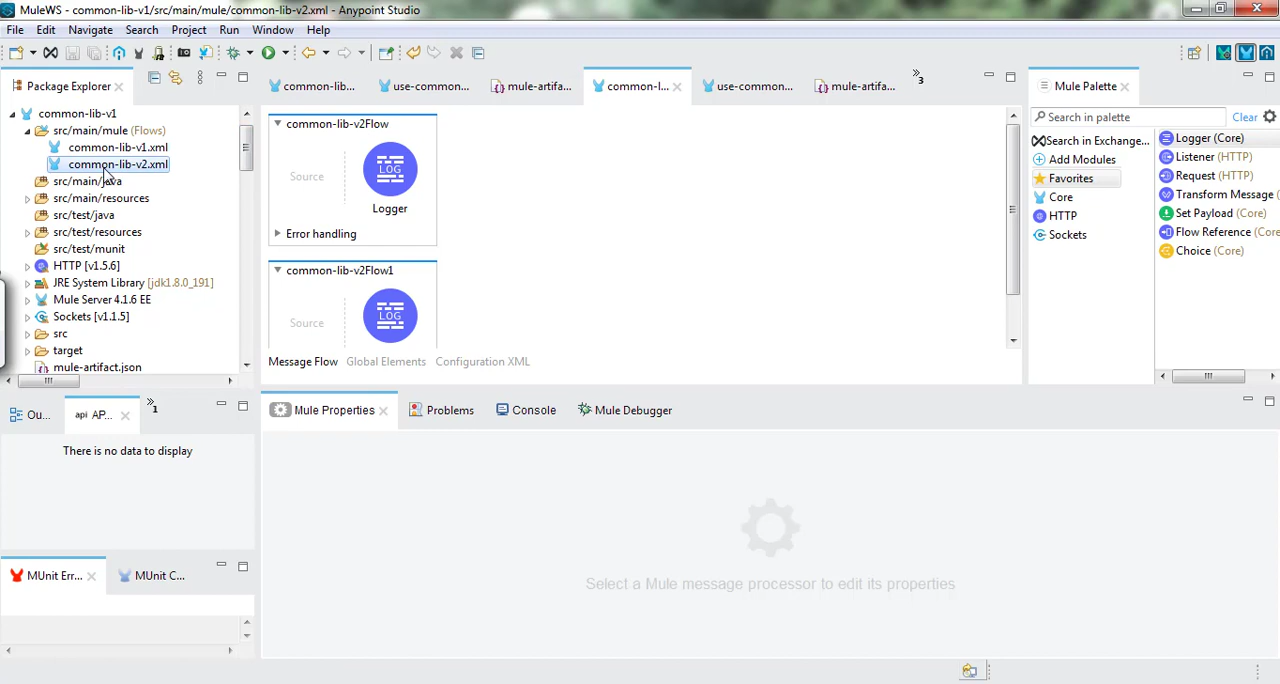 MuleWS - common-lib-v1/src/main/mule/common-lib-v2.xml - Anypoint Studio
File Edit Navigate Search Project Run Window Help
Package Explorer
common-lib-v1
src/main/mule (Flows)
common-lib-v1.xml
common-lib-v2.xml
src/main/java
src/main/resources
src/test/java
src/test/resources
src/test/munit
HTTP [v1.5.6]
JRE System Library [jdk1.8.0_191]
Mule Server 4.1.6 EE
Sockets [v1.1.5]
src
target
mule-artifact.json
common-lib... use-common... mule-artifa... common-l... use-common... mule-artifa... »3
common-lib-v2Flow
Source
LOG
Logger
Error handling
common-lib-v2Flow1
Source
LOG
Message Flow Global Elements Configuration XML
Mule Palette
Search in palette Clear
Search in Exchange...
Add Modules
Favorites
Core
HTTP
Sockets
Logger (Core)
Listener (HTTP)
Request (HTTP)
Transform Message
Set Payload (Core)
Flow Reference (Core
Choice (Core)
Ou... api AP... »1
There is no data to display
MUnit Err... MUnit C...
Mule Properties Problems Console Mule Debugger
Select a Mule message processor to edit its properties